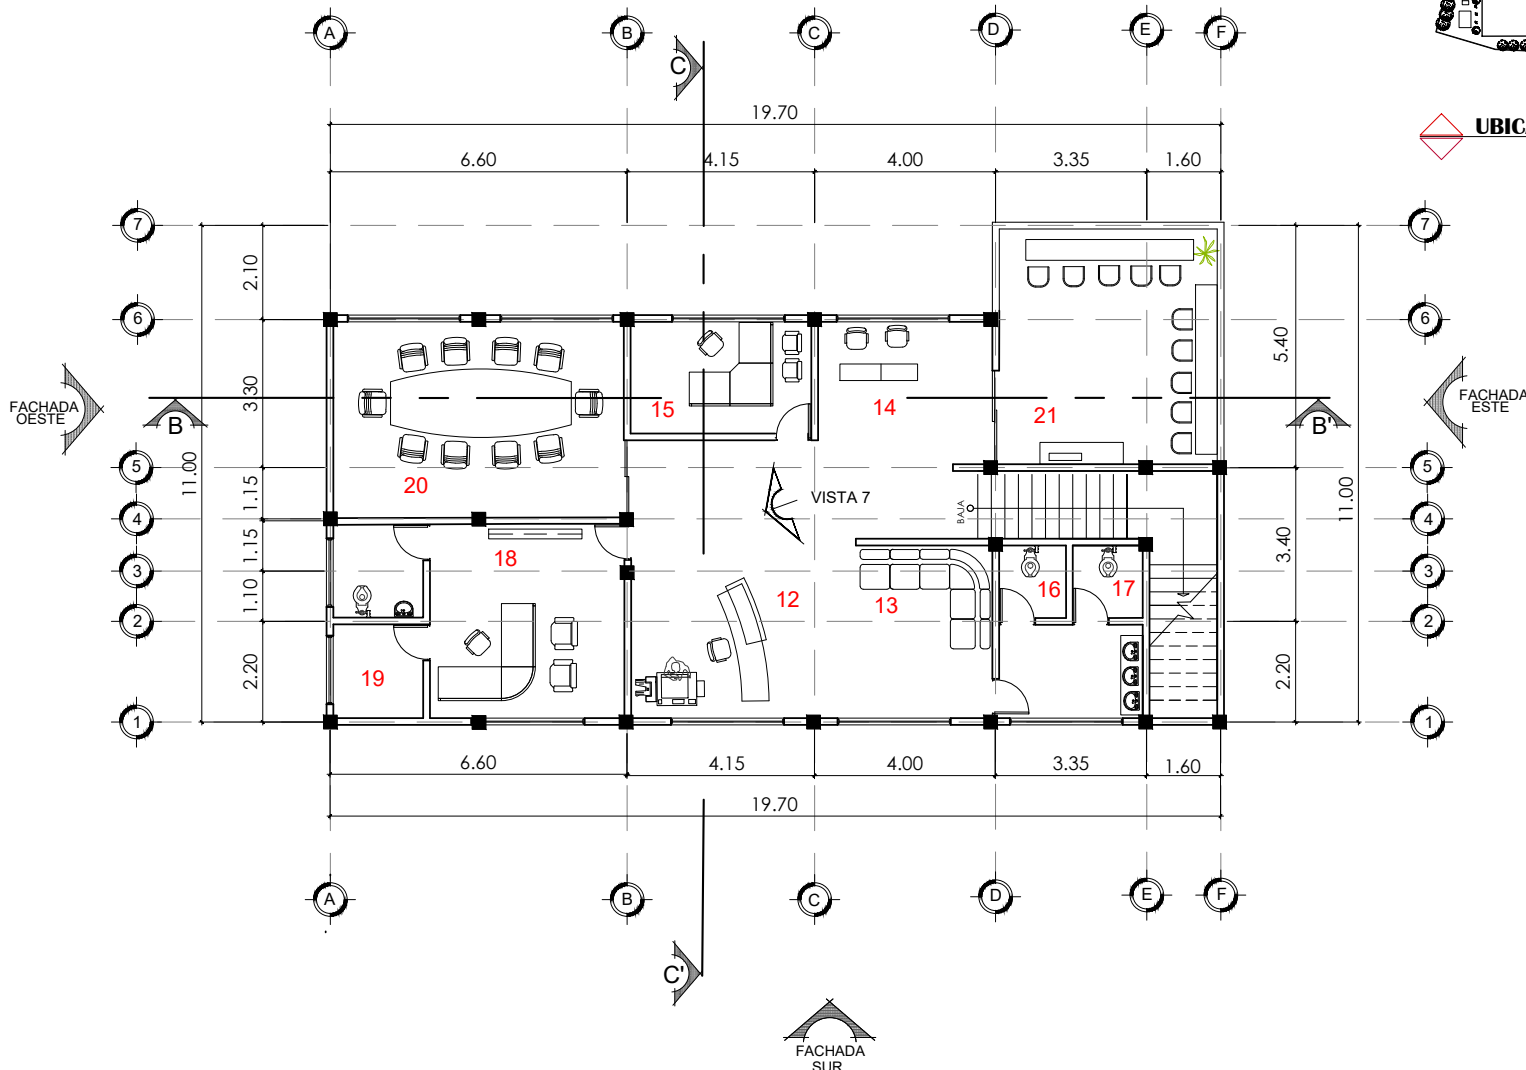 A B C D E F
C
19.70
UBIC
6.60 4.15 4.00 3.35 1.60
7 7
2.10
6 6
5.40
3.30
15 14 21
FACHADA
OESTE
FACHADA
ESTE
B B'
11.00
5 5
20
1.15
VISTA 7
BAJA
11.00
4 4
1.15
18
3.40
3 3
16 17
1.10
12 13
2 2
2.20
19
2.20
1 1
6.60 4.15 4.00 3.35 1.60
19.70
A B C D E F
C'
FACHADA
SUR